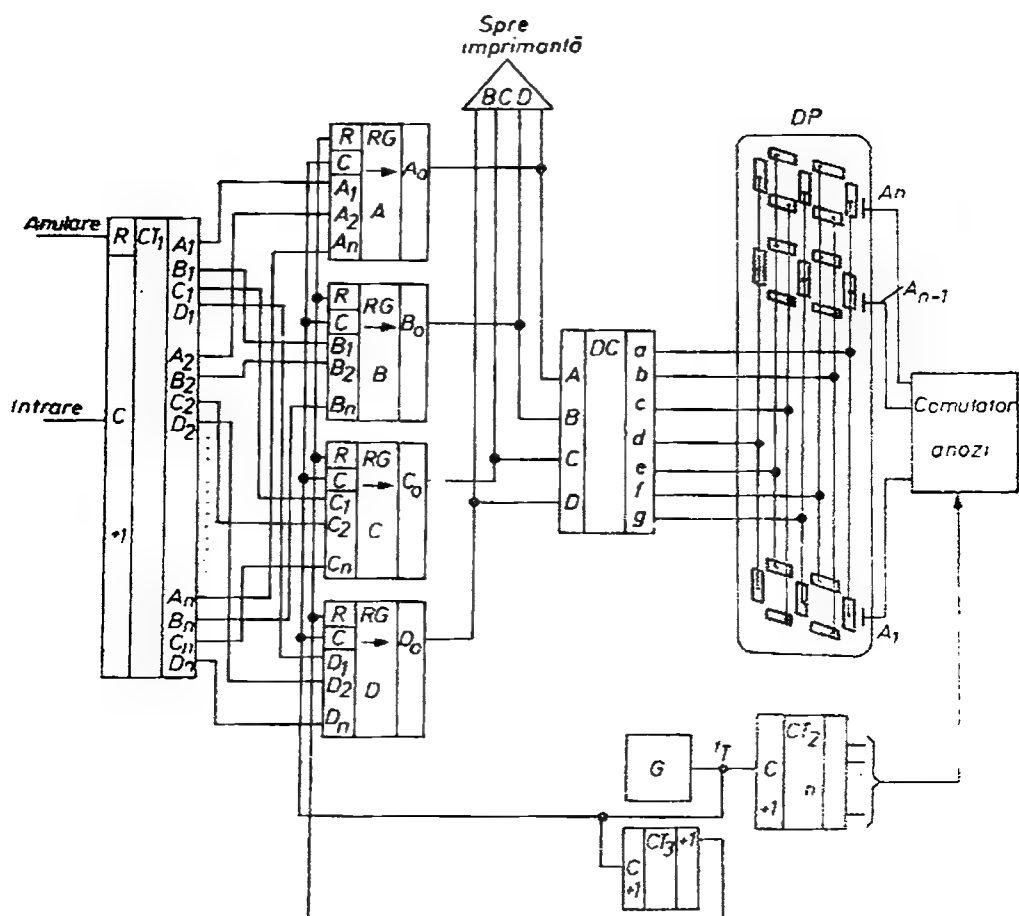 Spre
imprimantā
B C D
DP
Anulare
Intrare
R CT1
C
+1
A1
B1
C1
D1
A2
B2
C2
D2
An
Bn
Cn
Dn
R RG
C
A1
A2
An
A
A0
R RG
C
B1
B2
Bn
B
B0
R RG
C
C1
C2
Cn
C
C0
R RG
C
D1
D2
Dn
D
D0
DC
A
B
C
D
a
b
c
d
e
f
g
An
An-1
A1
Comutator
anozi
G
fT
CT2
C
+1
n
CT3 +1
C
+1